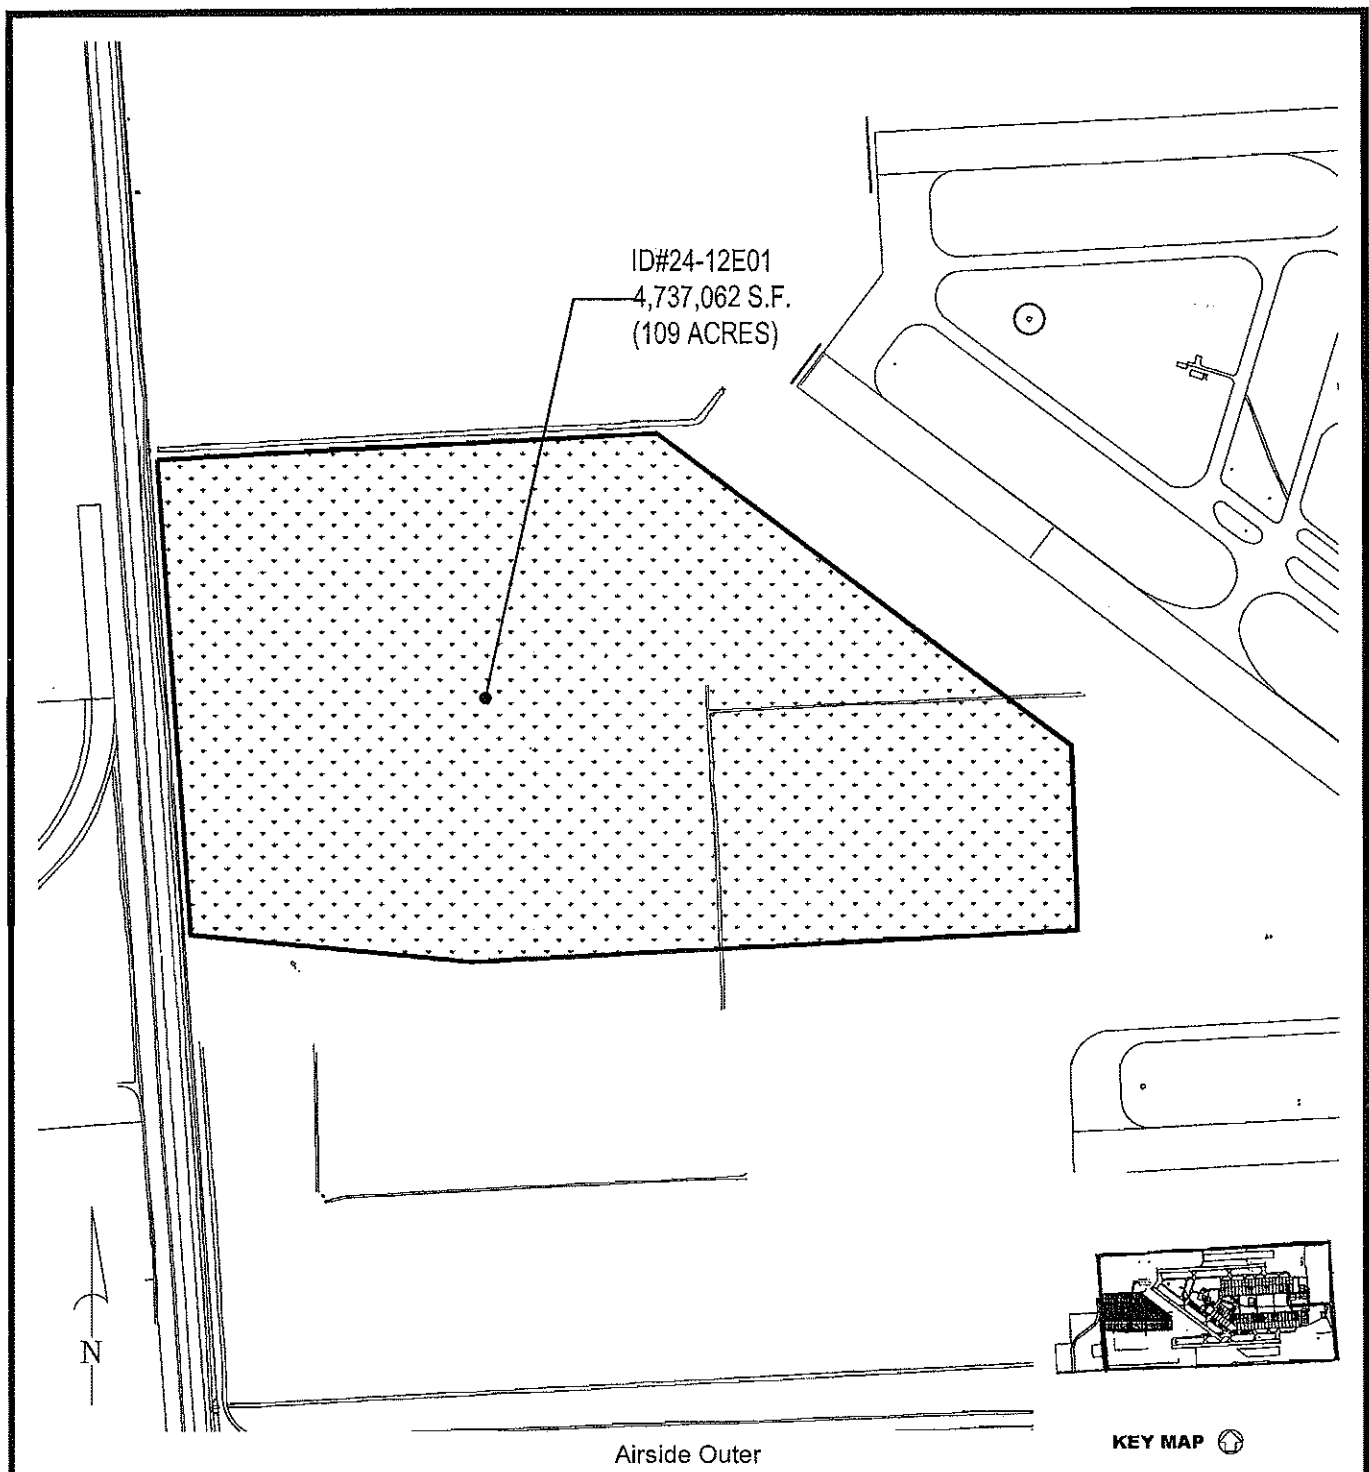 ID#24-12E01
4,737,062 S.F.
(109 ACRES)
N
Airside Outer
KEY MAP